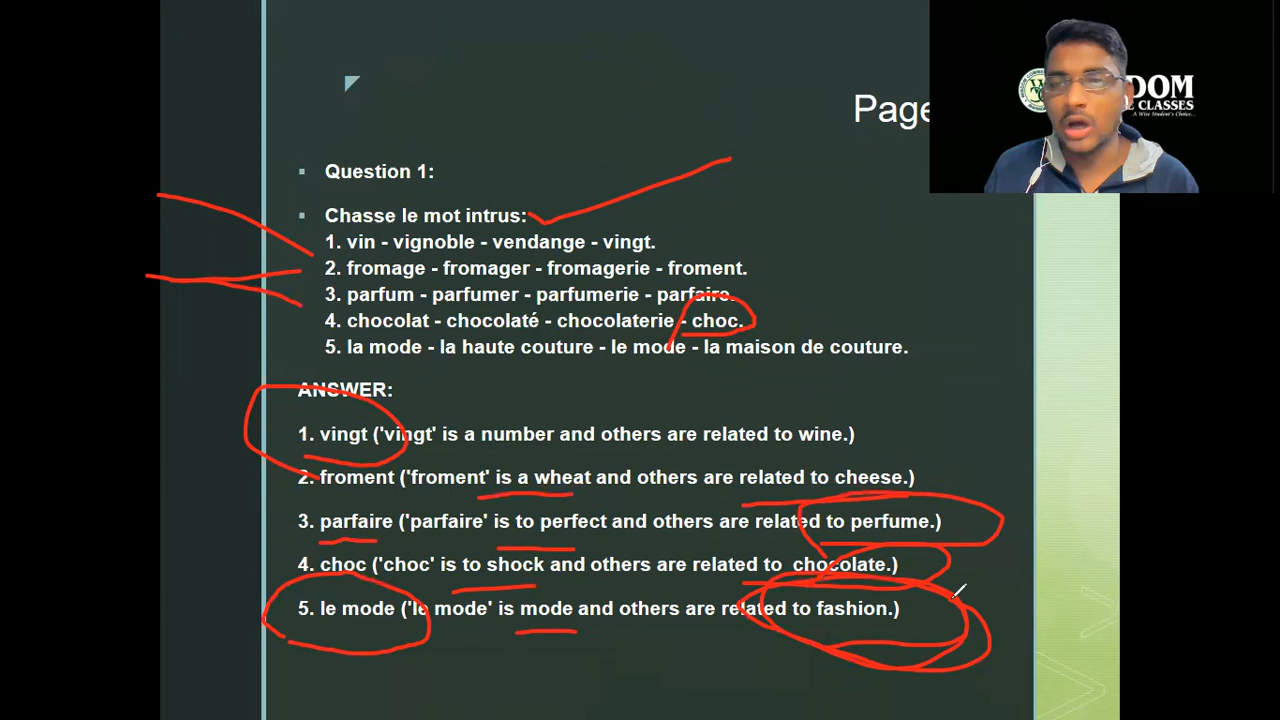 Page
DOM
E CLASSES
A Wise Student's Choice...
Question 1:
Chasse le mot intrus:
1. vin - vignoble - vendange - vingt.
2. fromage - fromager - fromagerie - froment.
3. parfum - parfumer - parfumerie - parfaire.
4. chocolat - chocolaté - chocolaterie - choc.
5. la mode - la haute couture - le mode - la maison de couture.
ANSWER:
1. vingt ('vingt' is a number and others are related to wine.)
2. froment ('froment' is a wheat and others are related to cheese.)
3. parfaire ('parfaire' is to perfect and others are related to perfume.)
4. choc ('choc' is to shock and others are related to chocolate.)
5. le mode ('le mode' is mode and others are related to fashion.)